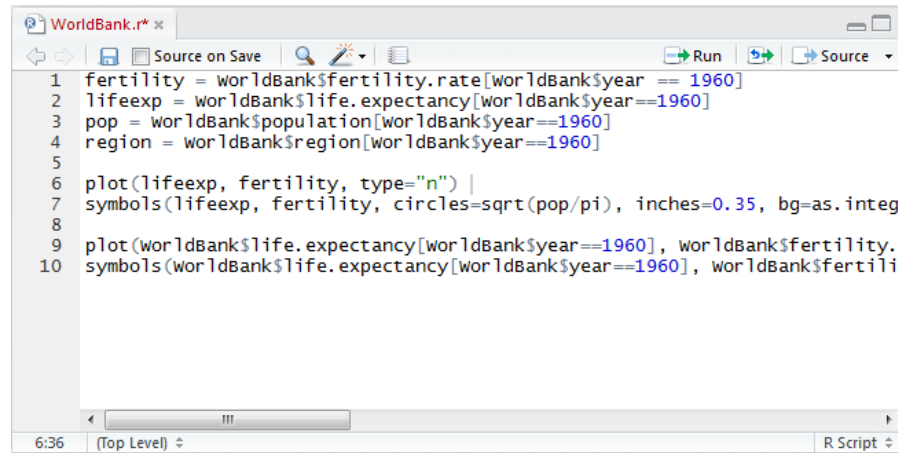 WorldBank.r*
Source on Save Run Source
1 fertility = WorldBank$fertility.rate[WorldBank$year == 1960]
2 lifeexp = WorldBank$life.expectancy[WorldBank$year==1960]
3 pop = WorldBank$population[WorldBank$year==1960]
4 region = WorldBank$region[WorldBank$year==1960]
5
6 plot(lifeexp, fertility, type="n")
7 symbols(lifeexp, fertility, circles=sqrt(pop/pi), inches=0.35, bg=as.integ
8
9 plot(WorldBank$life.expectancy[WorldBank$year==1960], WorldBank$fertility.
10 symbols(WorldBank$life.expectancy[WorldBank$year==1960], WorldBank$fertili
6:36 (Top Level) R Script